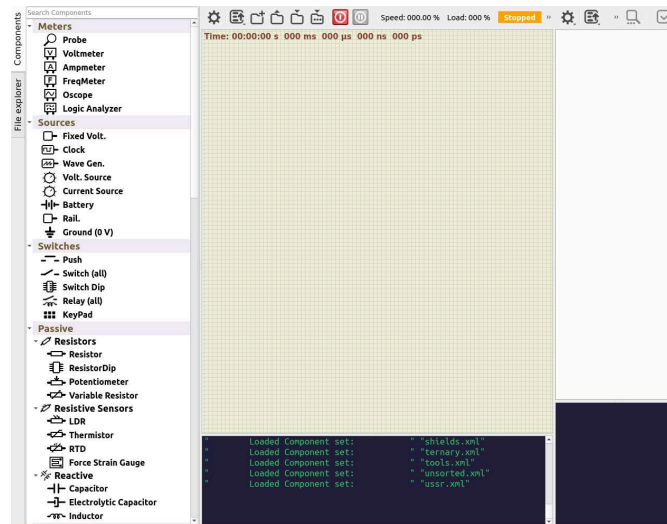 Search Components
Components
File explorer
Meters
Probe
Voltmeter
Ampmeter
FreqMeter
Oscope
Logic Analyzer
Sources
Fixed Volt.
Clock
Wave Gen.
Volt. Source
Current Source
Battery
Rail.
Ground (0 V)
Switches
Push
Switch (all)
Switch Dip
Relay (all)
KeyPad
Passive
Resistors
Resistor
ResistorDip
Potentiometer
Variable Resistor
Resistive Sensors
LDR
Thermistor
RTD
Force Strain Gauge
Reactive
Capacitor
Electrolytic Capacitor
Inductor
Speed: 000.00 % Load: 000 % Stopped »
»
Time: 00:00:00 s 000 ms 000 µs 000 ns 000 ps
" Loaded Component set: " "shields.xml"
" Loaded Component set: " "ternary.xml"
" Loaded Component set: " "tools.xml"
" Loaded Component set: " "unsorted.xml"
" Loaded Component set: " "ussr.xml"